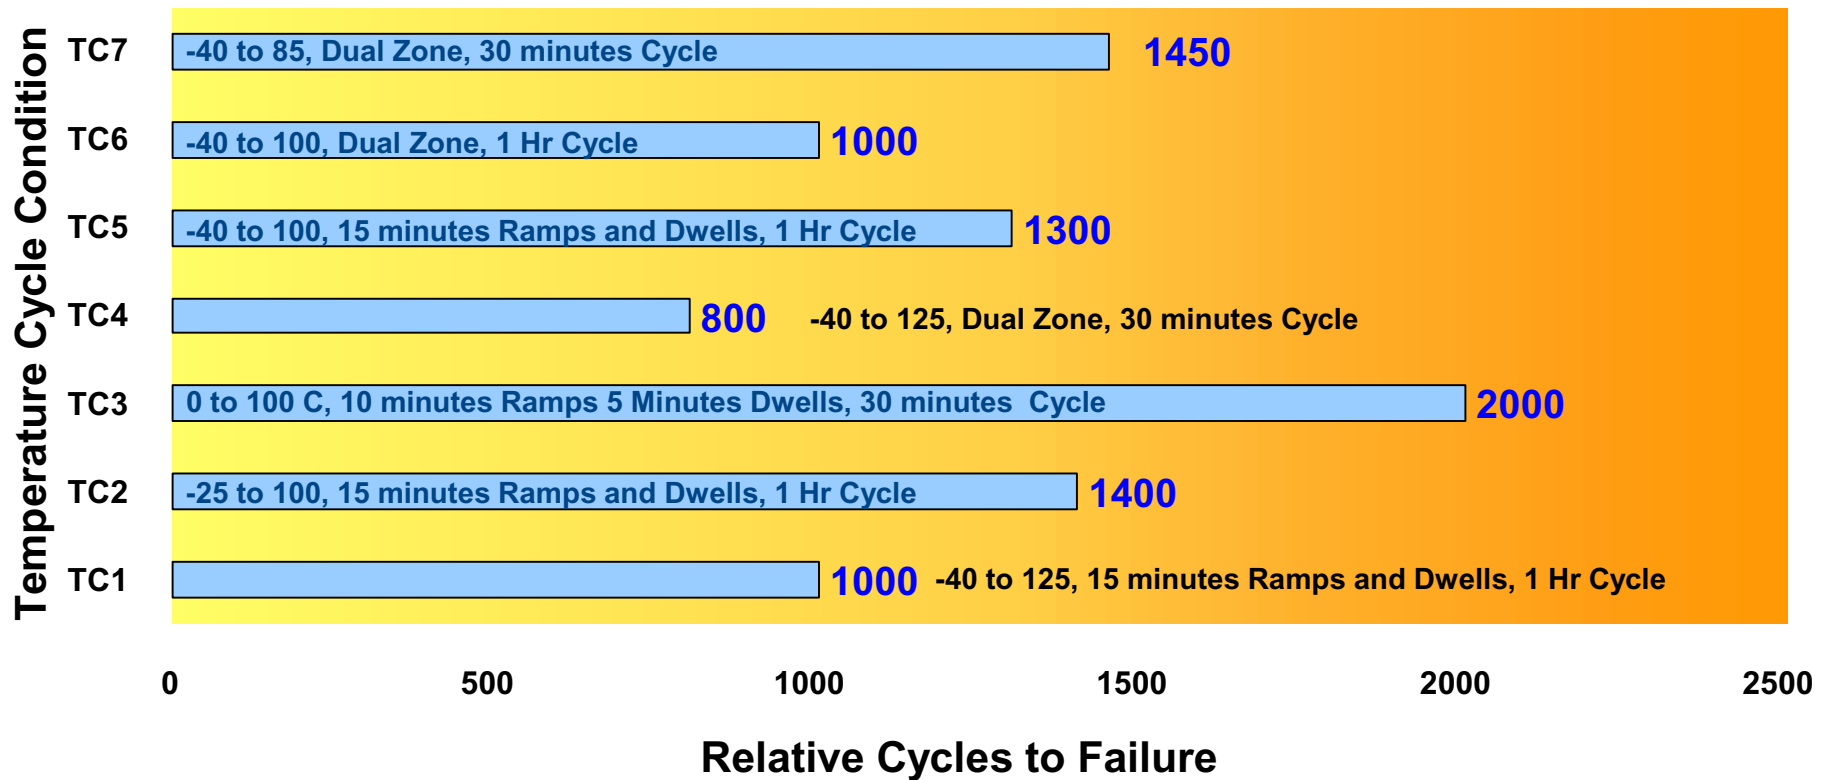 Temperature Cycle Condition
TC7
-40 to 85, Dual Zone, 30 minutes Cycle
1450
TC6
-40 to 100, Dual Zone, 1 Hr Cycle
1000
TC5
-40 to 100, 15 minutes Ramps and Dwells, 1 Hr Cycle
1300
TC4
800
-40 to 125, Dual Zone, 30 minutes Cycle
TC3
0 to 100 C, 10 minutes Ramps 5 Minutes Dwells, 30 minutes  Cycle
2000
TC2
-25 to 100, 15 minutes Ramps and Dwells, 1 Hr Cycle
1400
TC1
1000
-40 to 125, 15 minutes Ramps and Dwells, 1 Hr Cycle
0 500 1000 1500 2000 2500
Relative Cycles to Failure